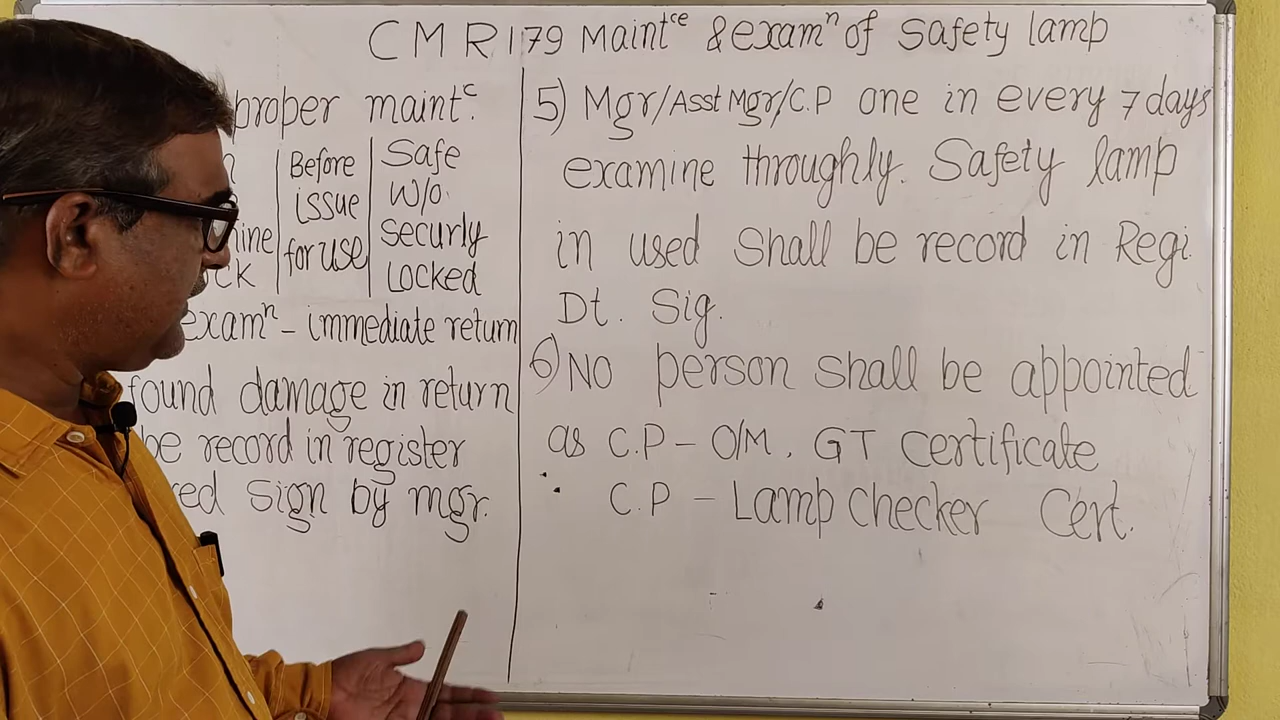 CMR 179 Maintce & examn of Safety lamp
proper maintc.
Before issue for use
Safe w/o securly Locked
examn - immediate return
found damage in return
be record in register
sign by mgr.
5) Mgr/Asst Mgr/C.P one in every 7 days
examine throughly. Safety lamp
in used shall be record in Regi.
Dt. Sig.
6) NO person shall be appointed
as C.P - O/M, GT Certificate
C.P - Lamp checker Cert.